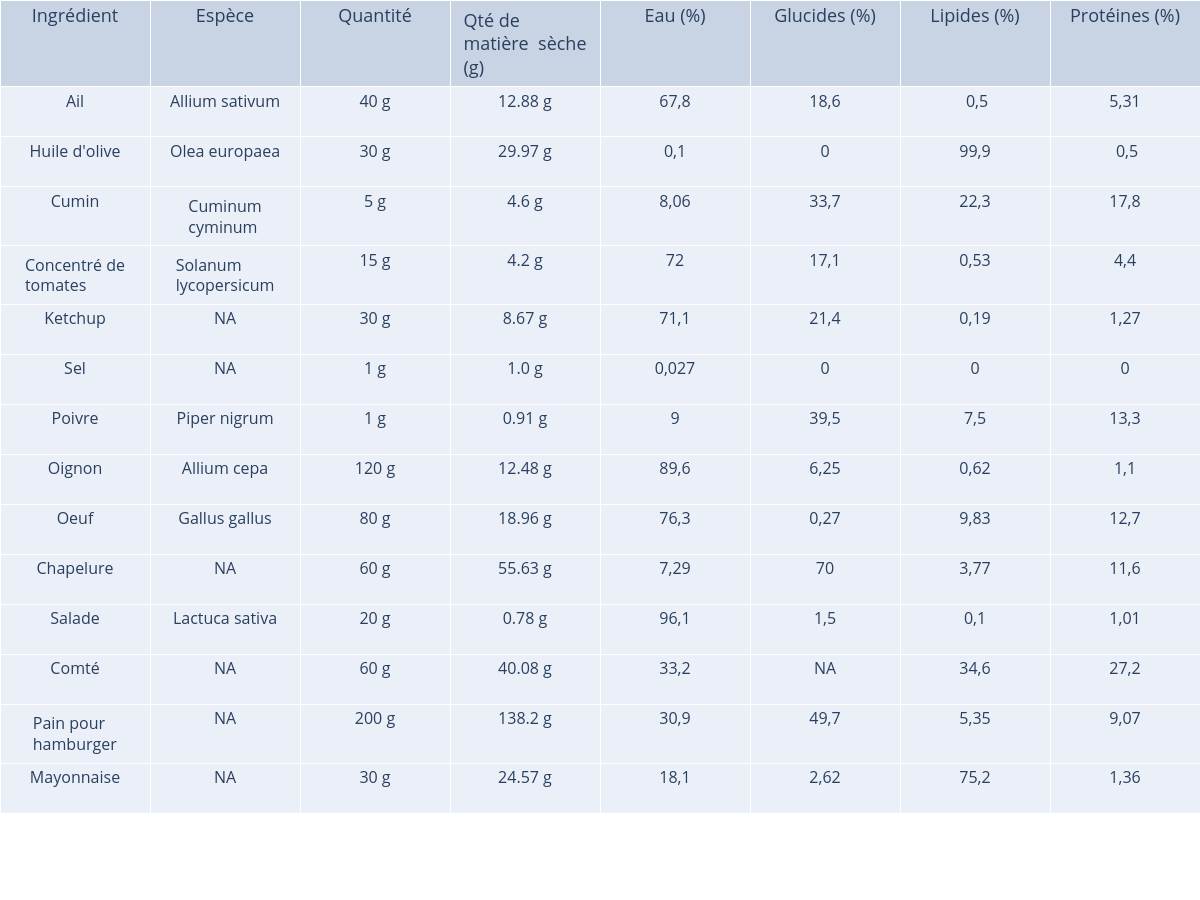 Ingrédient Espèce Quantité Qté de matière sèche (g) Eau (%) Glucides (%) Lipides (%) Protéines (%)
Ail Allium sativum 40 g 12.88 g 67,8 18,6 0,5 5,31
Huile d'olive Olea europaea 30 g 29.97 g 0,1 0 99,9 0,5
Cumin Cuminum cyminum 5 g 4.6 g 8,06 33,7 22,3 17,8
Concentré de tomates Solanum lycopersicum 15 g 4.2 g 72 17,1 0,53 4,4
Ketchup NA 30 g 8.67 g 71,1 21,4 0,19 1,27
Sel NA 1 g 1.0 g 0,027 0 0 0
Poivre Piper nigrum 1 g 0.91 g 9 39,5 7,5 13,3
Oignon Allium cepa 120 g 12.48 g 89,6 6,25 0,62 1,1
Oeuf Gallus gallus 80 g 18.96 g 76,3 0,27 9,83 12,7
Chapelure NA 60 g 55.63 g 7,29 70 3,77 11,6
Salade Lactuca sativa 20 g 0.78 g 96,1 1,5 0,1 1,01
Comté NA 60 g 40.08 g 33,2 NA 34,6 27,2
Pain pour hamburger NA 200 g 138.2 g 30,9 49,7 5,35 9,07
Mayonnaise NA 30 g 24.57 g 18,1 2,62 75,2 1,36